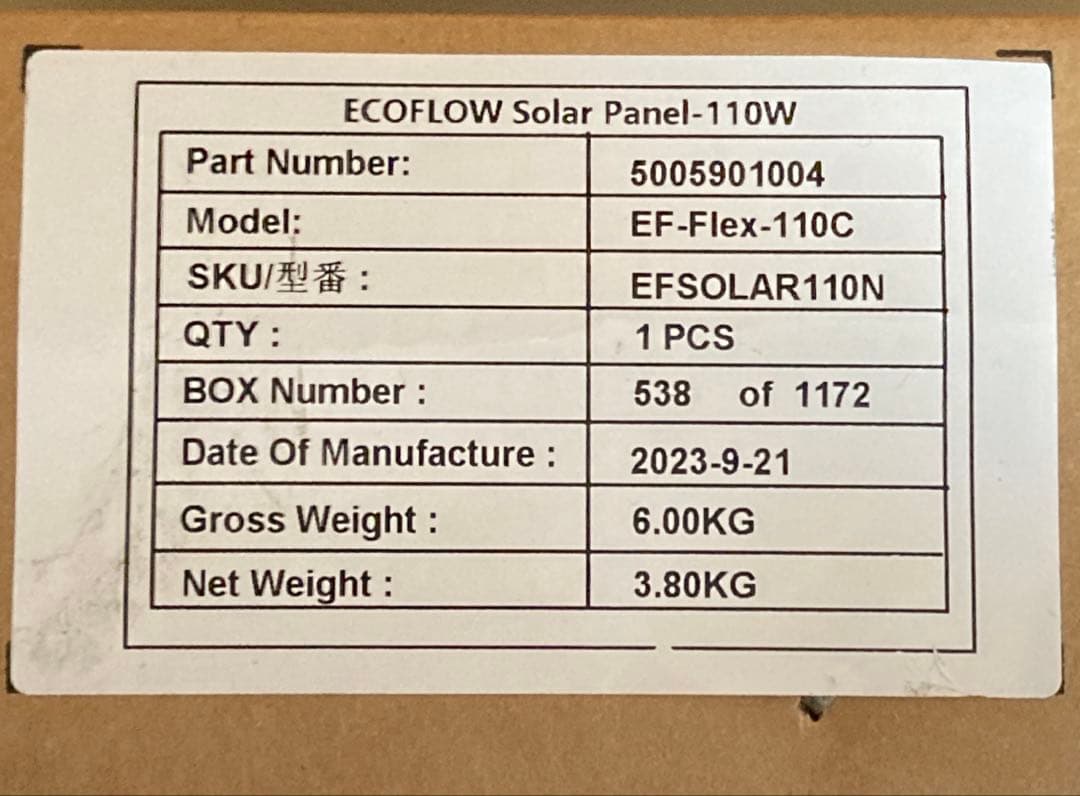 ECOFLOW Solar Panel-110W
Part Number: 5005901004
Model: EF-Flex-110C
SKU/型番 : EFSOLAR110N
QTY : 1 PCS
BOX Number : 538 of 1172
Date Of Manufacture : 2023-9-21
Gross Weight : 6.00KG
Net Weight : 3.80KG